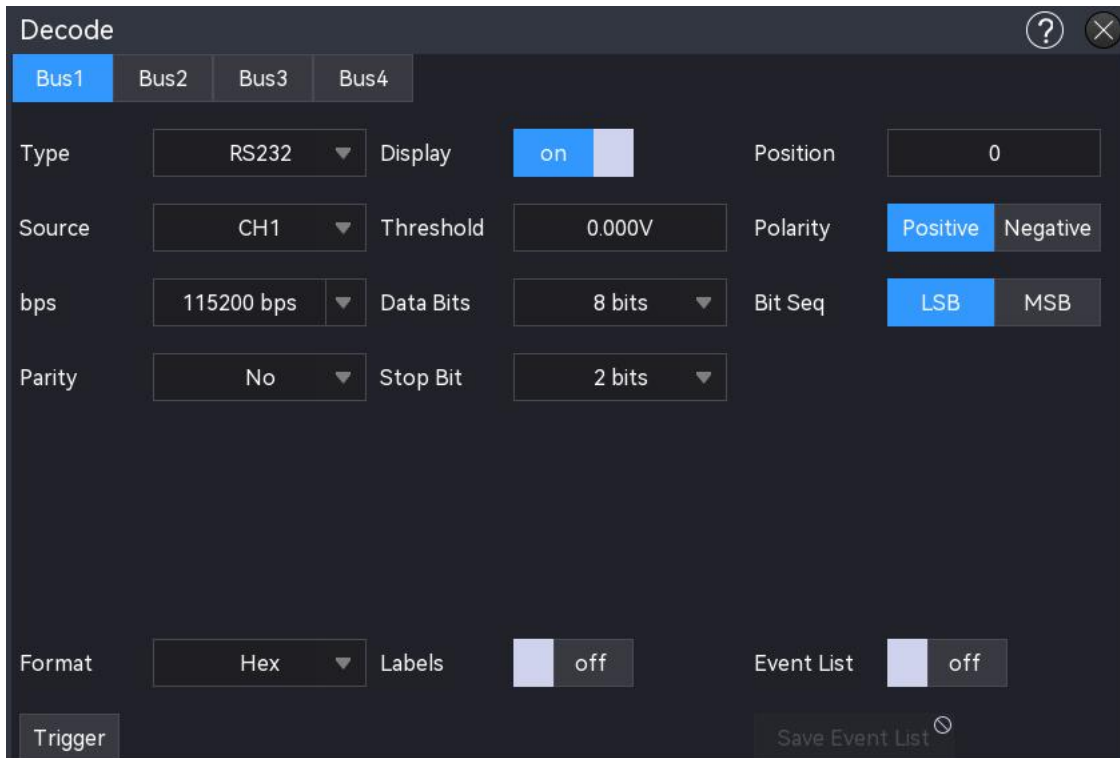 Decode ?
Bus1 Bus2 Bus3 Bus4
Type RS232 Display on Position 0
Source CH1 Threshold 0.000V Polarity Positive Negative
bps 115200 bps Data Bits 8 bits Bit Seq LSB MSB
Parity No Stop Bit 2 bits
Format Hex Labels off Event List off
Trigger Save Event List